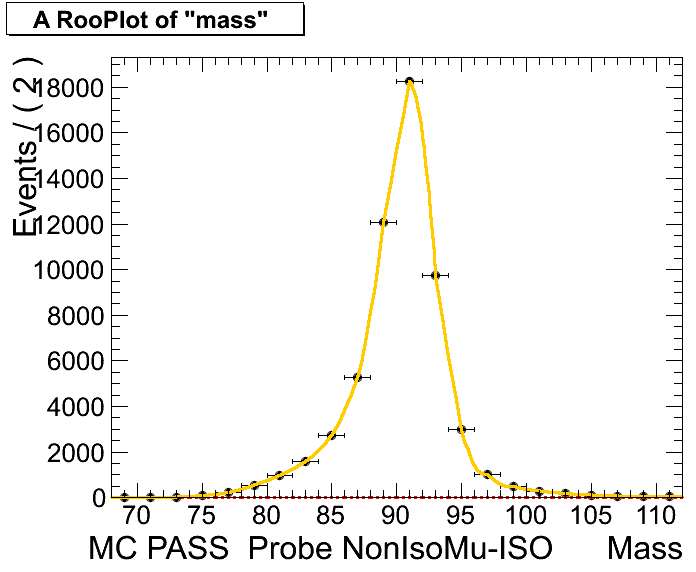 A RooPlot of "mass"
Events / ( 2 )
18000
16000
14000
12000
10000
8000
6000
4000
2000
0
70 75 80 85 90 95 100 105 110
MC PASS Probe NonIsoMu-ISO Mass